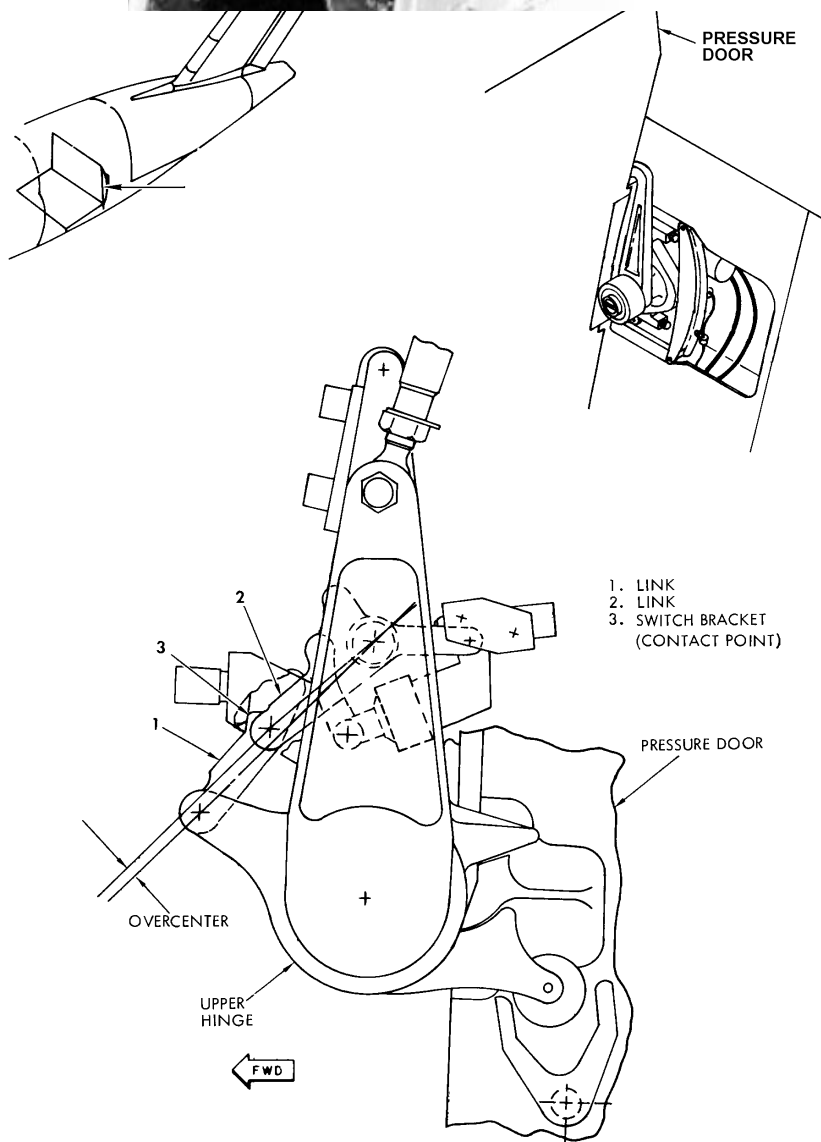 PRESSURE
DOOR
1. LINK
2. LINK
3. SWITCH BRACKET
(CONTACT POINT)
2
3
1
PRESSURE DOOR
OVERCENTER
UPPER
HINGE
FWD